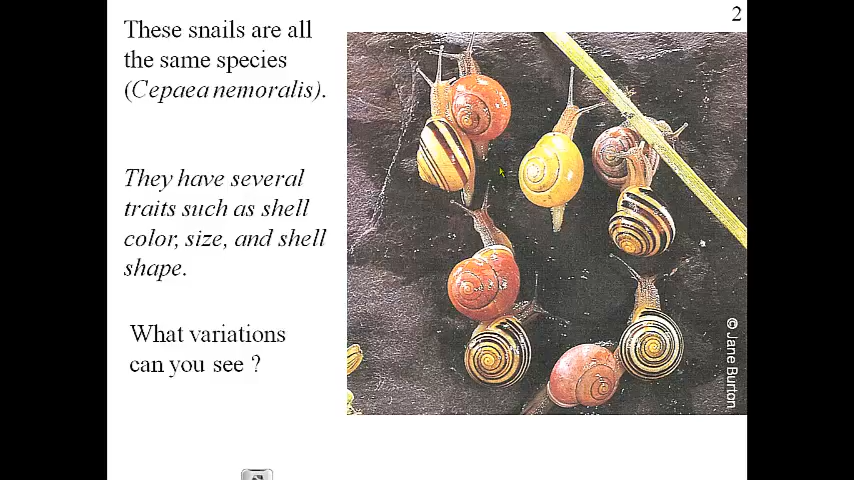 2
These snails are all
the same species
(Cepaea nemoralis).
They have several
traits such as shell
color, size, and shell
shape.
What variations
can you see ?
© Jane Burton